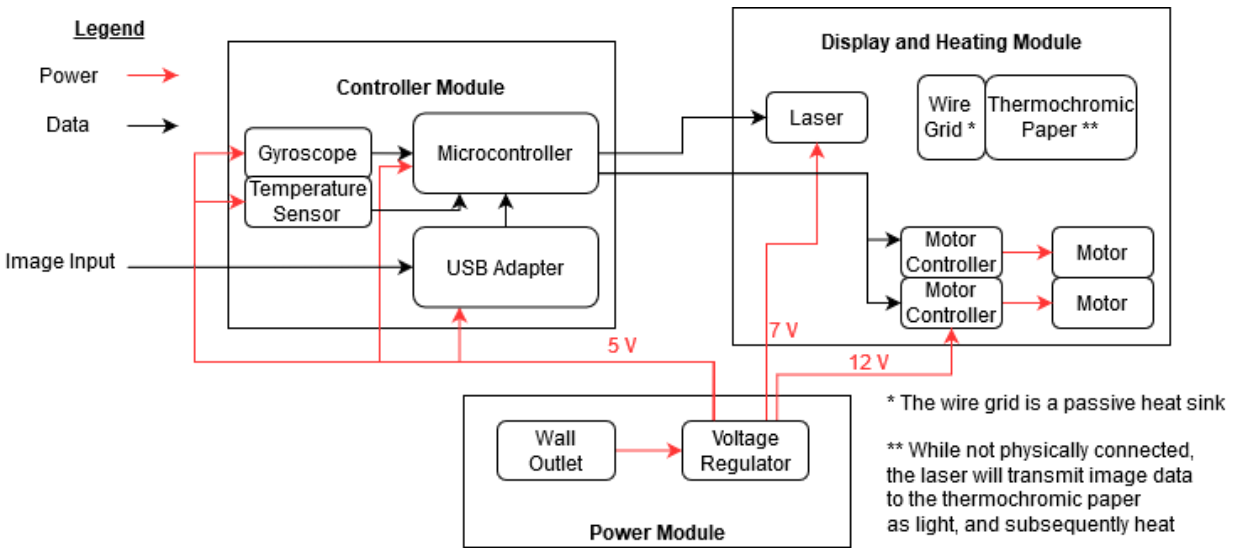 Legend
Power
Data
Controller Module
Gyroscope
Temperature
Sensor
Microcontroller
USB Adapter
Image Input
Display and Heating Module
Laser
Wire
Grid *
Thermochromic
Paper **
Motor
Controller
Motor
Motor
Controller
Motor
5 V
7 V
12 V
Wall
Outlet
Voltage
Regulator
Power Module
* The wire grid is a passive heat sink
** While not physically connected,
the laser will transmit image data
to the thermochromic paper
as light, and subsequently heat